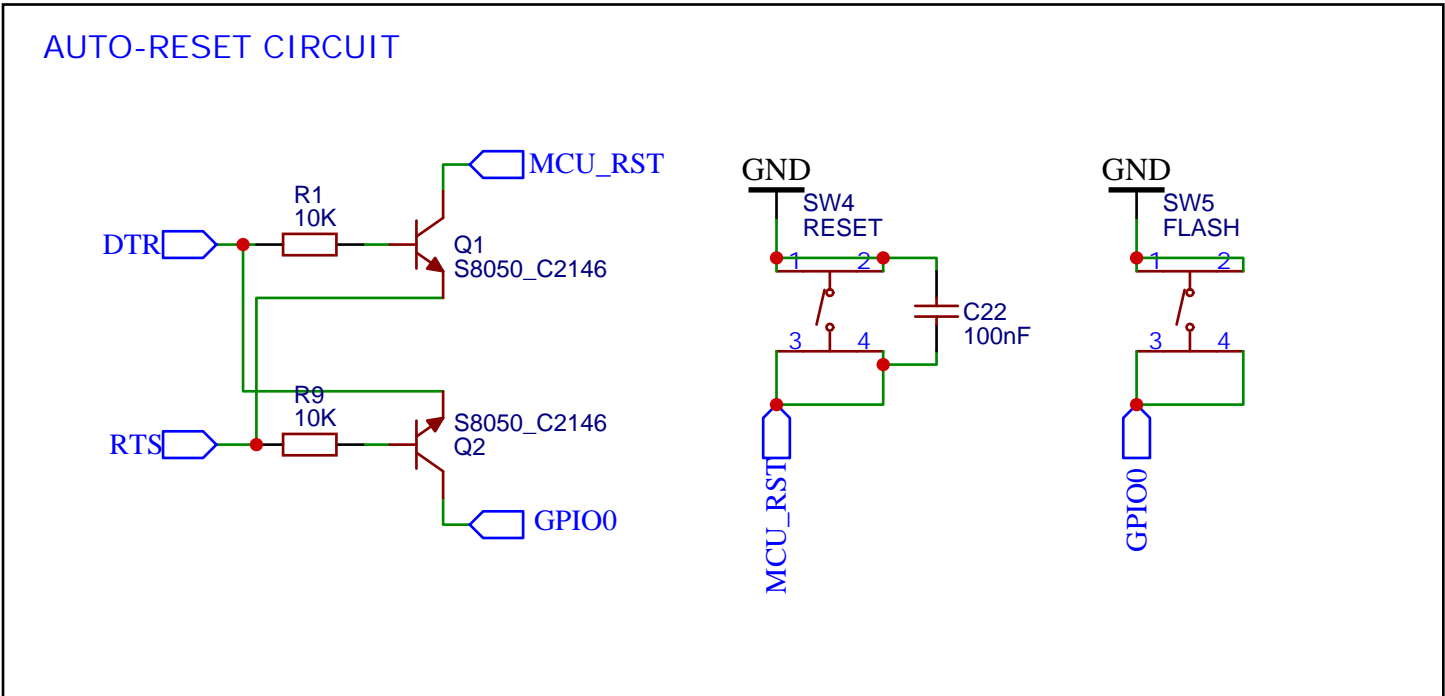 AUTO-RESET CIRCUIT
MCU_RST
R1
10K
DTR
Q1
S8050_C2146
R9
10K
RTS
S8050_C2146
Q2
GPIO0
GND
SW4
RESET
1 2
3 4
C22
100nF
MCU_RST
GND
SW5
FLASH
1 2
3 4
GPIO0